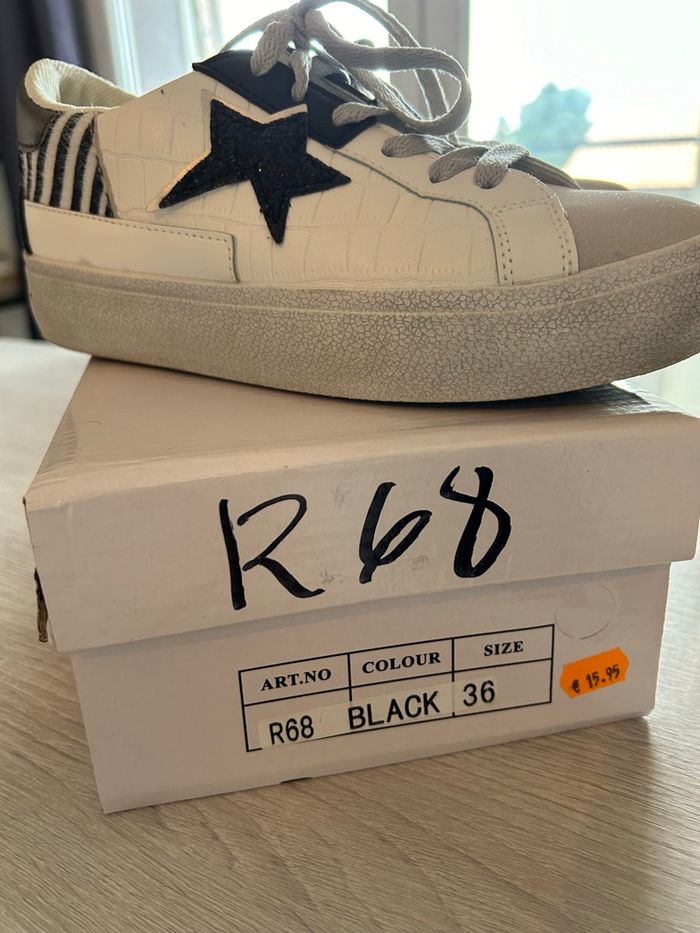 R68
ART.NO COLOUR SIZE
R68 BLACK 36
€ 15.95